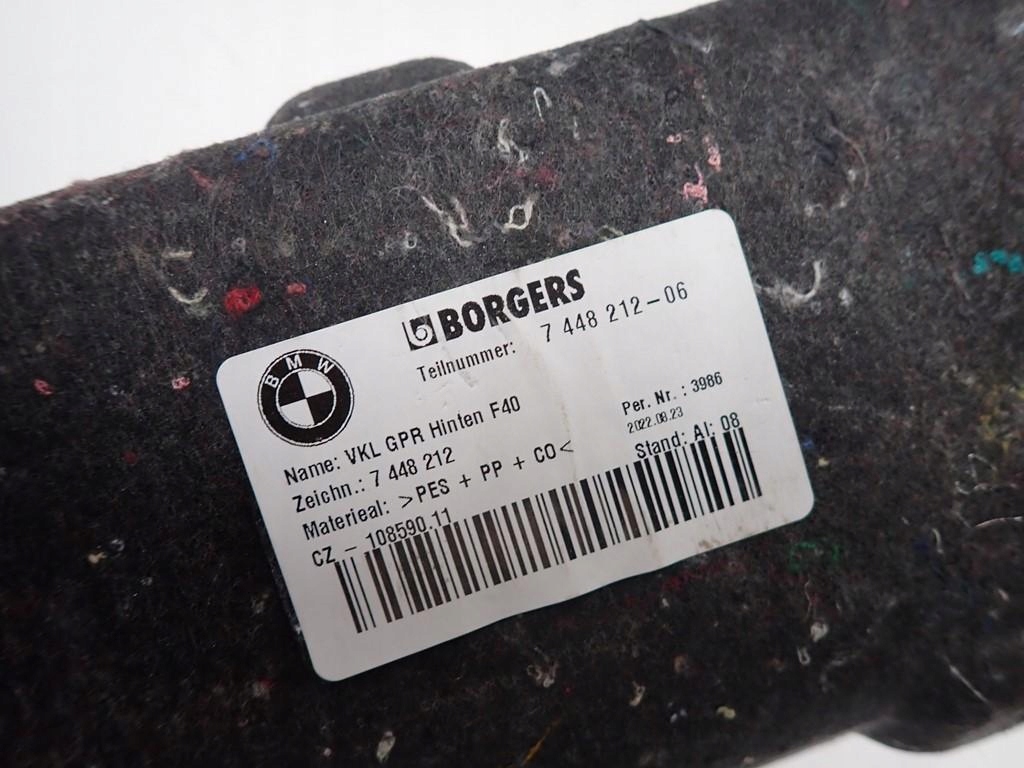 BORGERS
BMW
Teilnummer: 7 448 212-06
Name: VKL GPR Hinten F40
Zeichn.: 7 448 212
Materieal: >PES + PP + CO<
CZ - 108590.11
Per. Nr. : 3986
2022.08.23
Stand: AI: 08